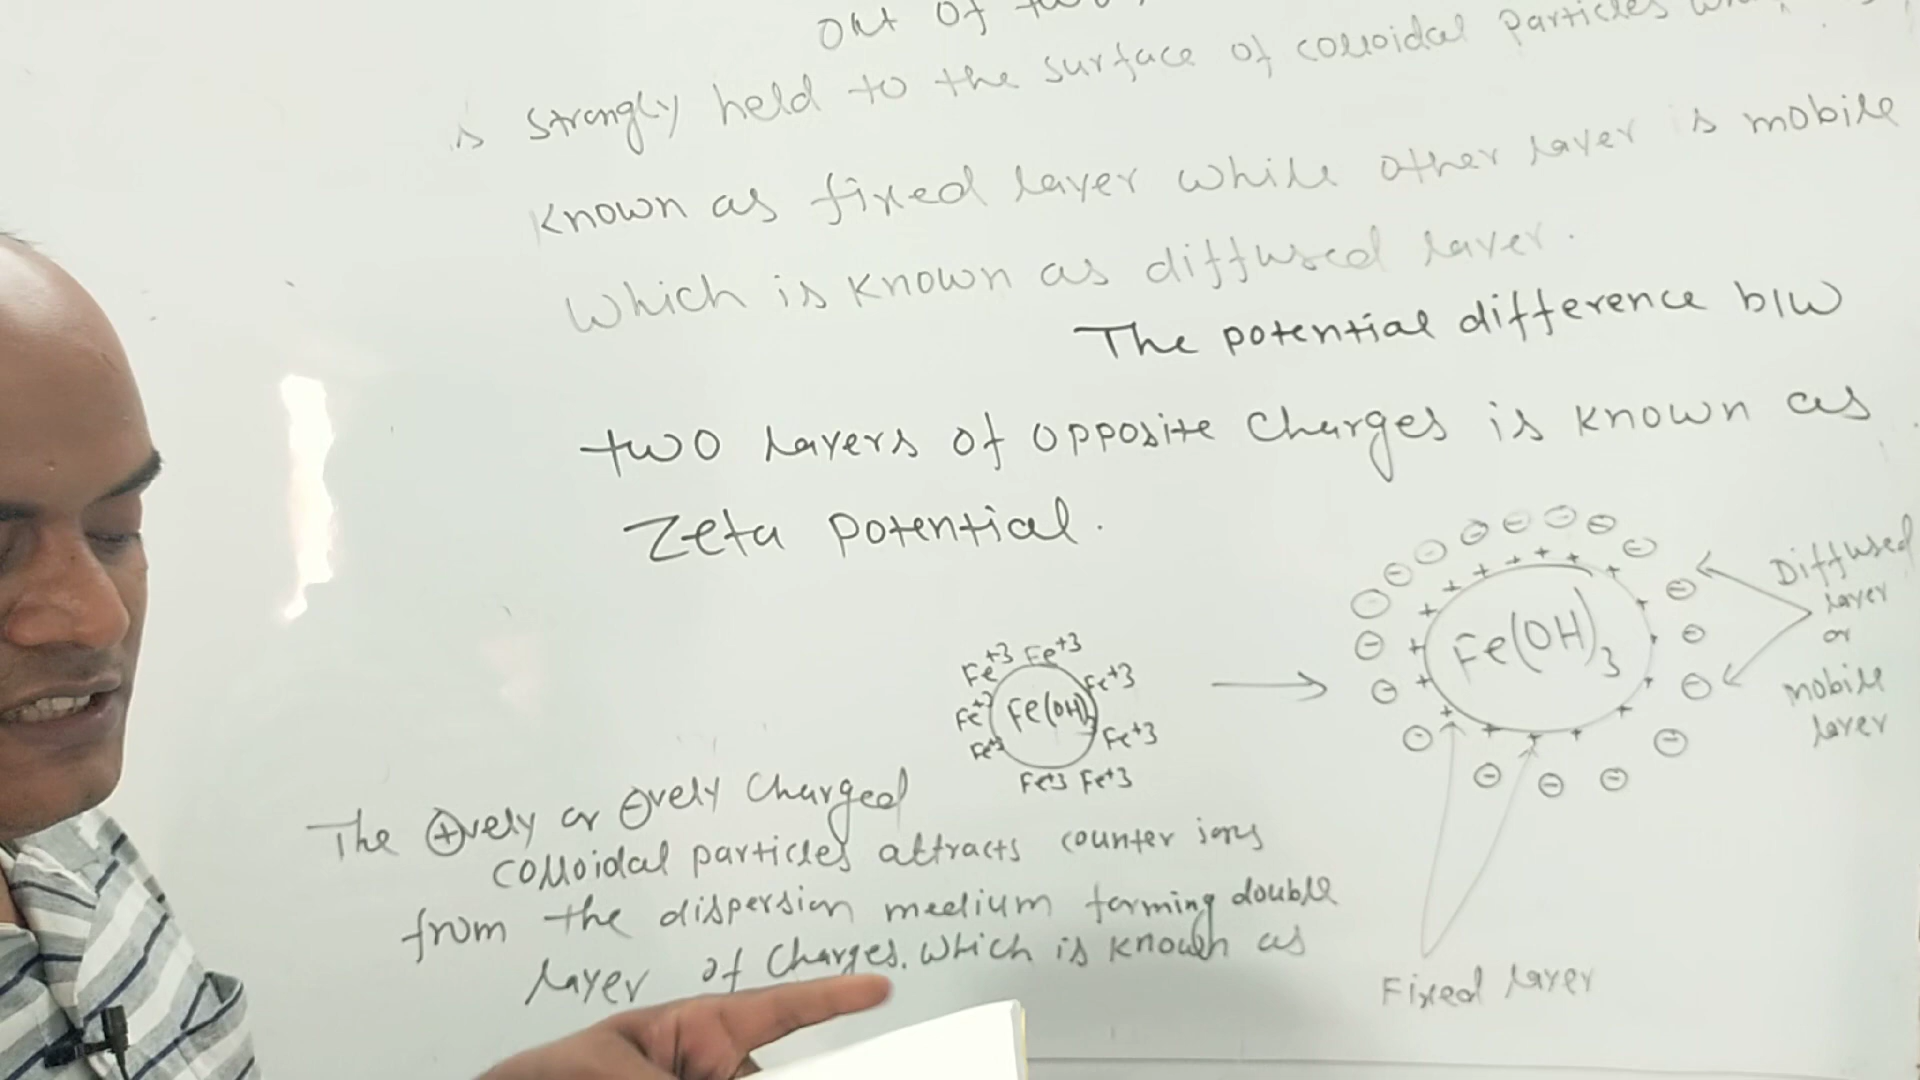 out of two
is strongly held to the surface of colloidal particles
known as fixed layer while other layer is mobile
which is known as diffused layer.
The potential difference b/w
two layers of opposite charges is known as
Zeta potential.
Fe+3 Fe+3
Fe+3
Fe+3
Fe(OH)3
Fe+3
Fe+3
Fe+3 Fe+3
Fe(OH)3
Diffused
layer
or
mobile
layer
Fixed layer
The +vely or -vely charged
colloidal particles attracts counter ions
from the dispersion medium forming double
layer of charges. which is known as